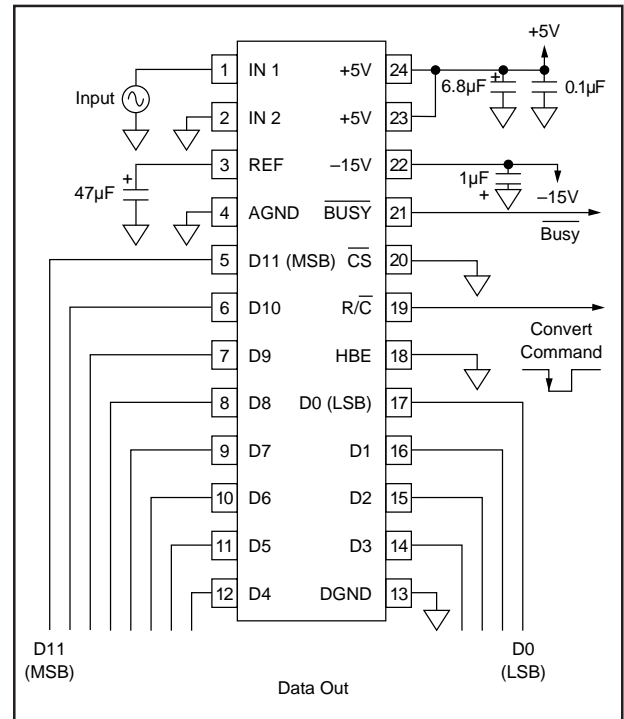 +5V
1 IN 1 +5V 24
6.8µF + 0.1µF
Input
2 IN 2 +5V 23
3 REF –15V 22
47µF + 1µF + –15V
4 AGND B̅U̅S̅Y̅ 21
B̅u̅s̅y̅
5 D11 (MSB) C̅S̅ 20
6 D10 R/C̅ 19
Convert
Command
7 D9 HBE 18
8 D8 D0 (LSB) 17
9 D7 D1 16
10 D6 D2 15
11 D5 D3 14
12 D4 DGND 13
D11
(MSB)
D0
(LSB)
Data Out